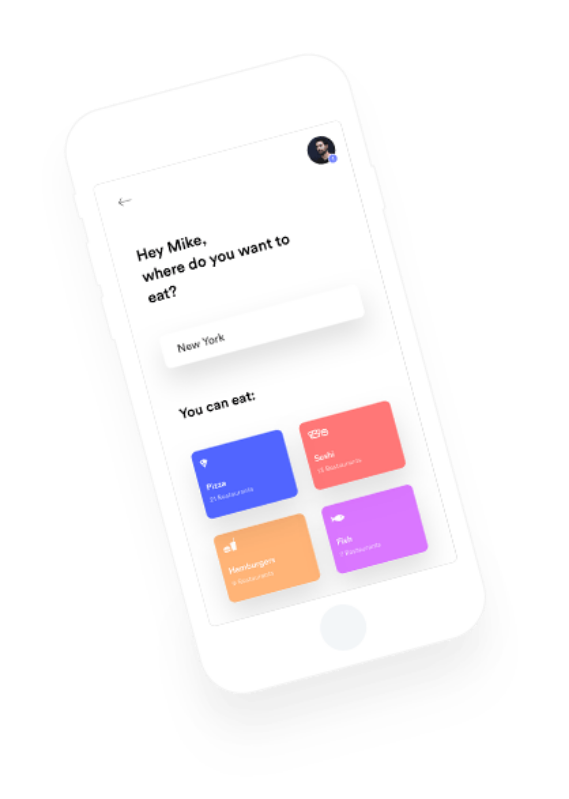 Hey Mike,
where do you want to
eat?
New York
You can eat:
Pizza
21 Restaurants
Sushi
15 Restaurants
Hamburgers
Restaurants
Fish
7 Restaurants